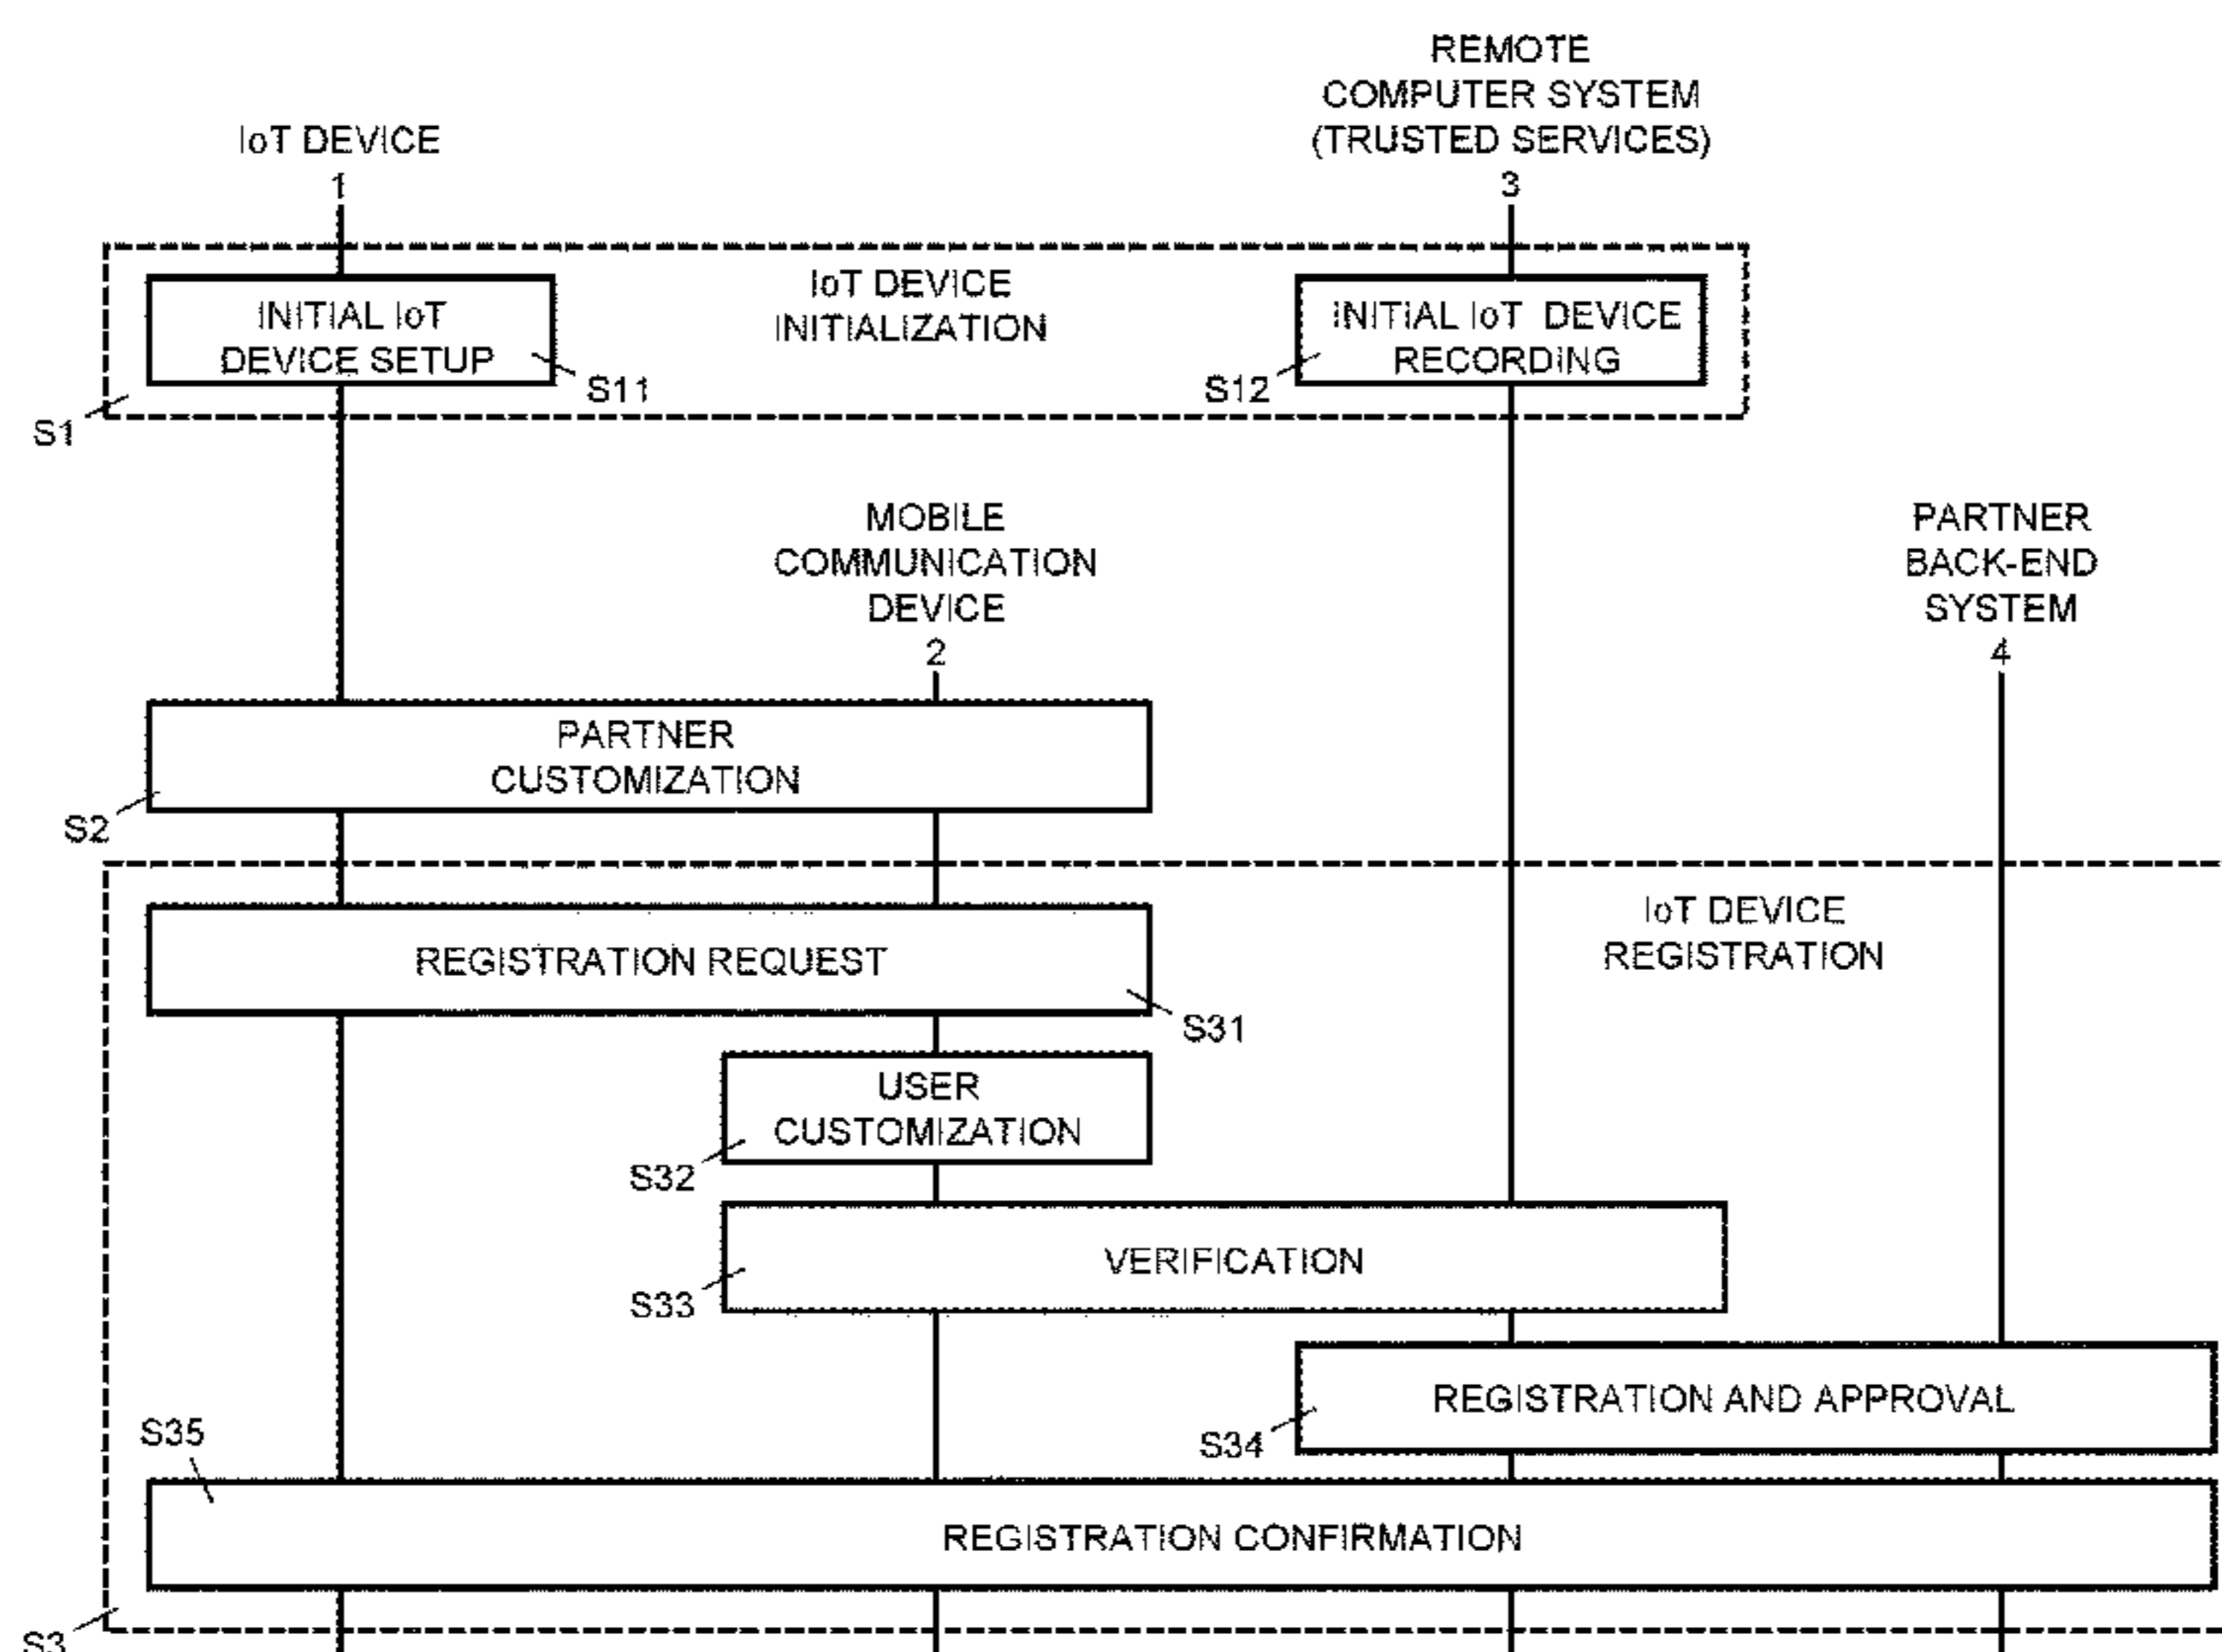 REMOTE
COMPUTER SYSTEM
(TRUSTED SERVICES)
3
IoT DEVICE
1
INITIAL IoT
DEVICE SETUP
S11
IoT DEVICE
INITIALIZATION
INITIAL IoT DEVICE
RECORDING
S12
S1
MOBILE
COMMUNICATION
DEVICE
2
PARTNER
BACK-END
SYSTEM
4
PARTNER
CUSTOMIZATION
S2
IoT DEVICE
REGISTRATION
REGISTRATION REQUEST
S31
USER
CUSTOMIZATION
S32
VERIFICATION
S33
REGISTRATION AND APPROVAL
S34
S35
REGISTRATION CONFIRMATION
S3